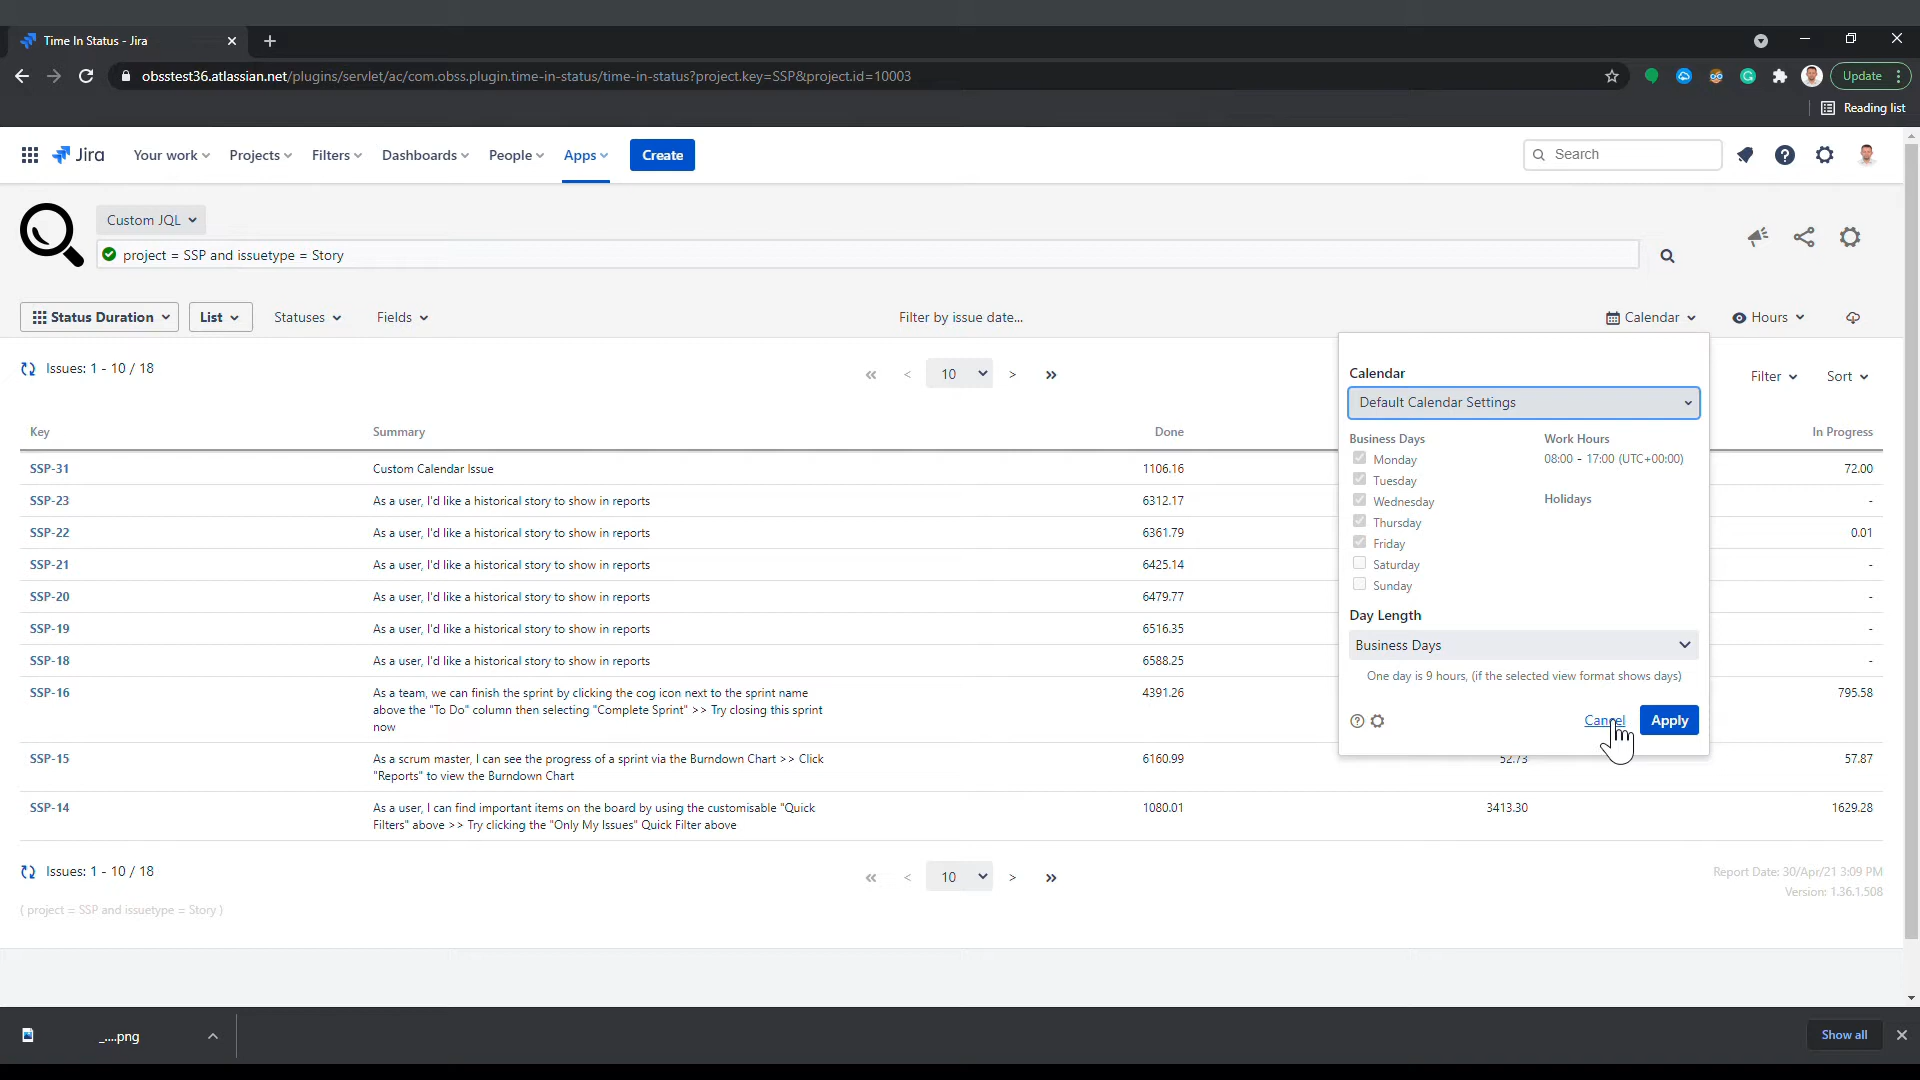 Time In Status - Jira
obsstest36.atlassian.net/plugins/servlet/ac/com.obss.plugin.time-in-status/time-in-status?project.key=SSP&project.id=10003
Update
Reading list
Jira Your work Projects Filters Dashboards People Apps Create
Search
Custom JQL
project = SSP and issuetype = Story
Status Duration List Statuses Fields Filter by issue date... Calendar Hours
Issues: 1 - 10 / 18
« < 10 > »
Filter Sort
Key Summary Done In Progress
SSP-31 Custom Calendar Issue 1106.16 72.00
SSP-23 As a user, I'd like a historical story to show in reports 6312.17 -
SSP-22 As a user, I'd like a historical story to show in reports 6361.79 0.01
SSP-21 As a user, I'd like a historical story to show in reports 6425.14 -
SSP-20 As a user, I'd like a historical story to show in reports 6479.77 -
SSP-19 As a user, I'd like a historical story to show in reports 6516.35 -
SSP-18 As a user, I'd like a historical story to show in reports 6588.25 -
SSP-16 As a team, we can finish the sprint by clicking the cog icon next to the sprint name 4391.26 795.58
above the "To Do" column then selecting "Complete Sprint" >> Try closing this sprint
now
SSP-15 As a scrum master, I can see the progress of a sprint via the Burndown Chart >> Click 6160.99 52.73 57.87
"Reports" to view the Burndown Chart
SSP-14 As a user, I can find important items on the board by using the customisable "Quick 1080.01 3413.30 1629.28
Filters" above >> Try clicking the "Only My Issues" Quick Filter above
Calendar
Default Calendar Settings
Business Days Work Hours
Monday 08:00 - 17:00 (UTC+00:00)
Tuesday
Wednesday Holidays
Thursday
Friday
Saturday
Sunday
Day Length
Business Days
One day is 9 hours, (if the selected view format shows days)
Cancel Apply
Issues: 1 - 10 / 18
« < 10 > »
Report Date: 30/Apr/21 3:09 PM
Version: 1.36.1.508
( project = SSP and issuetype = Story )
_....png
Show all